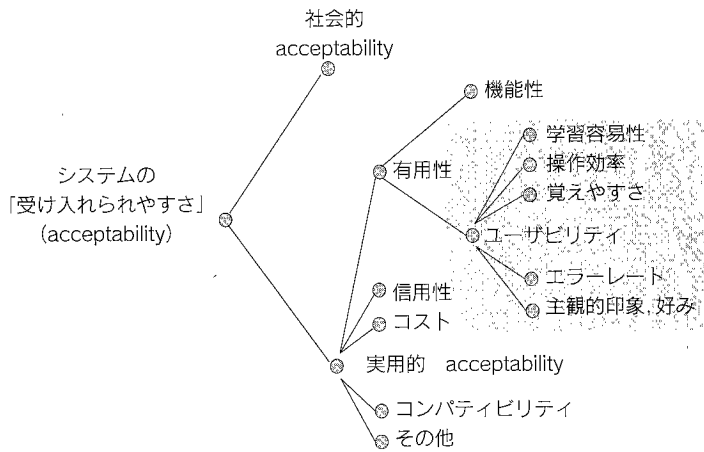 社会的
acceptability
機能性
学習容易性
有用性
操作効率
システムの
覚えやすさ
「受け入れられやすさ」
(acceptability)
ユーザビリティ
エラーレート
信用性
主観的印象, 好み
コスト
実用的 acceptability
コンパティビリティ
その他